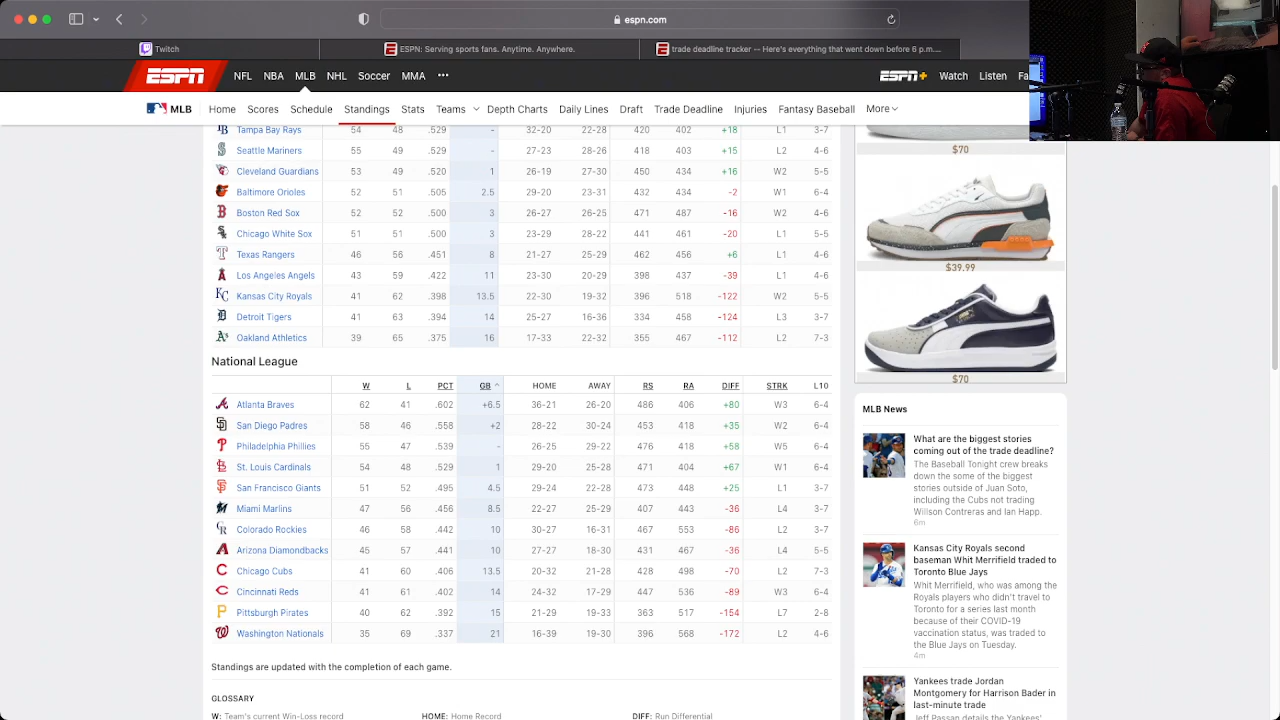 espn.com
Twitch
ESPN: Serving sports fans. Anytime. Anywhere.
trade deadline tracker -- Here's everything that went down before 6 p.m....
ESPN NFL NBA MLB NHL Soccer MMA ••• ESPN+ Watch Listen Fa
MLB Home Scores Schedule Standings Stats Teams Depth Charts Daily Lines Draft Trade Deadline Injuries Fantasy Baseball More
Tampa Bay Rays 54 48 .529 - 32-20 22-28 420 402 +18 L1 3-7
Seattle Mariners 55 49 .529 - 27-23 28-26 418 403 +15 L2 4-6
Cleveland Guardians 53 49 .520 1 26-19 27-30 450 434 +16 W2 5-5
Baltimore Orioles 52 51 .505 2.5 29-20 23-31 432 434 -2 W1 6-4
Boston Red Sox 52 52 .500 3 26-27 26-25 471 487 -16 W2 4-6
Chicago White Sox 51 51 .500 3 23-29 28-22 441 461 -20 L1 5-5
Texas Rangers 46 56 .451 8 21-27 25-29 462 456 +6 L1 4-6
Los Angeles Angels 43 59 .422 11 23-30 20-29 398 437 -39 L1 4-6
Kansas City Royals 41 62 .398 13.5 22-30 19-32 396 518 -122 W2 5-5
Detroit Tigers 41 63 .394 14 25-27 16-36 334 458 -124 L3 3-7
Oakland Athletics 39 65 .375 16 17-33 22-32 355 467 -112 L2 7-3
National League
W L PCT GB HOME AWAY RS RA DIFF STRK L10
Atlanta Braves 62 41 .602 +6.5 36-21 26-20 486 406 +80 W3 6-4
San Diego Padres 58 46 .558 +2 28-22 30-24 453 418 +35 W2 6-4
Philadelphia Phillies 55 47 .539 - 26-25 29-22 476 418 +58 W5 6-4
St. Louis Cardinals 54 48 .529 1 29-20 25-28 471 404 +67 W1 6-4
San Francisco Giants 51 52 .495 4.5 29-24 22-28 473 448 +25 L1 3-7
Miami Marlins 47 56 .456 8.5 22-27 25-29 407 443 -36 L4 3-7
Colorado Rockies 46 58 .442 10 30-27 16-31 467 553 -86 L2 3-7
Arizona Diamondbacks 45 57 .441 10 27-27 18-30 431 467 -36 L4 5-5
Chicago Cubs 41 60 .406 13.5 20-32 21-28 428 498 -70 L2 7-3
Cincinnati Reds 41 61 .402 14 24-32 17-29 447 536 -89 W3 6-4
Pittsburgh Pirates 40 62 .392 15 21-29 19-33 363 517 -154 L7 2-8
Washington Nationals 35 69 .337 21 16-39 19-30 396 568 -172 L2 4-6
Standings are updated with the completion of each game.
GLOSSARY
W: Team's current Win-Loss record HOME: Home Record DIFF: Run Differential
$70
$39.99
$70
MLB News
What are the biggest stories
coming out of the trade deadline?
The Baseball Tonight crew breaks
down the some of the biggest
stories outside of Juan Soto,
including the Cubs not trading
Willson Contreras and Ian Happ.
6m
Kansas City Royals second
baseman Whit Merrifield traded to
Toronto Blue Jays
Whit Merrifield, who was among the
Royals players who didn't travel to
Toronto for a series last month
because of their COVID-19
vaccination status, was traded to
the Blue Jays on Tuesday.
4m
Yankees trade Jordan
Montgomery for Harrison Bader in
last-minute trade
Jeff Passan details the Yankees'